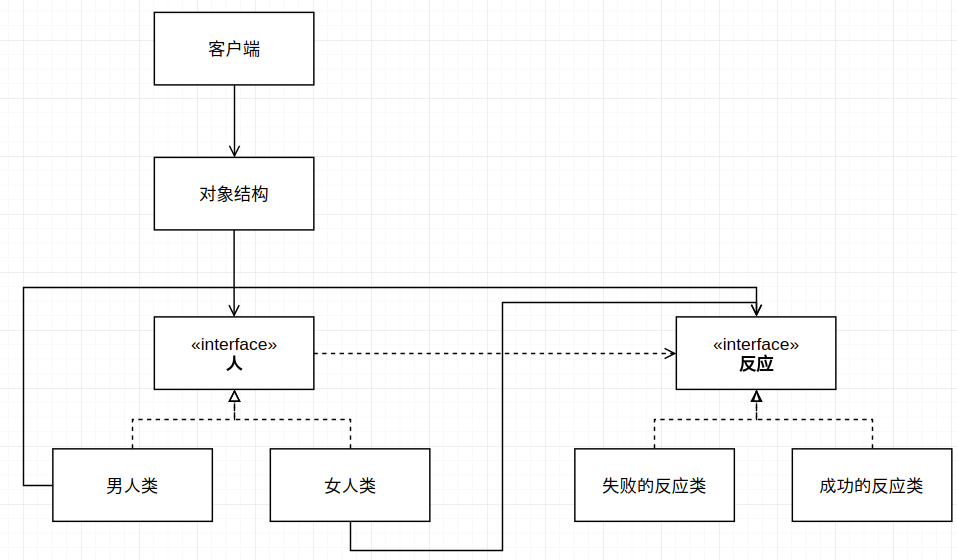 客户端
对象结构
«interface»
人
«interface»
反应
男人类
女人类
失败的反应类
成功的反应类